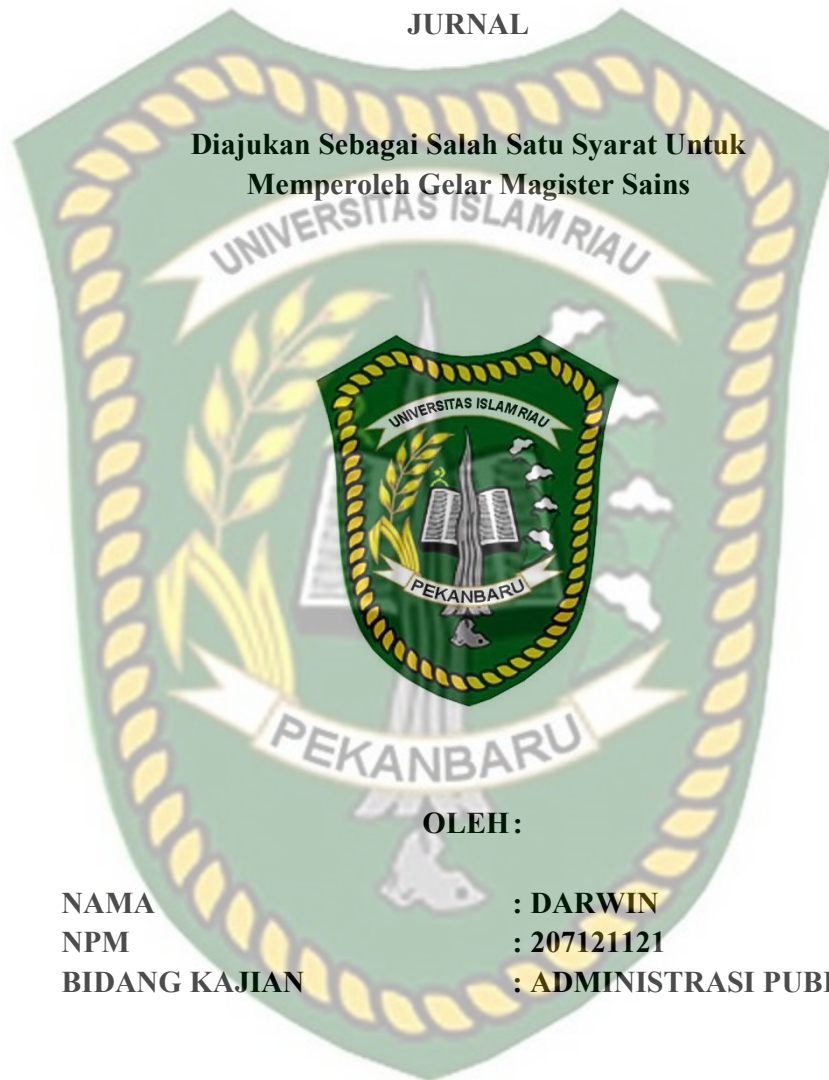 JURNAL
Diajukan Sebagai Salah Satu Syarat Untuk
Memperoleh Gelar Magister Sains
UNIVERSITAS ISLAM RIAU
UNIVERSITAS ISLAM RIAU
PEKANBARU
PEKANBARU
OLEH :
NAMA : DARWIN
NPM : 207121121
BIDANG KAJIAN : ADMINISTRASI